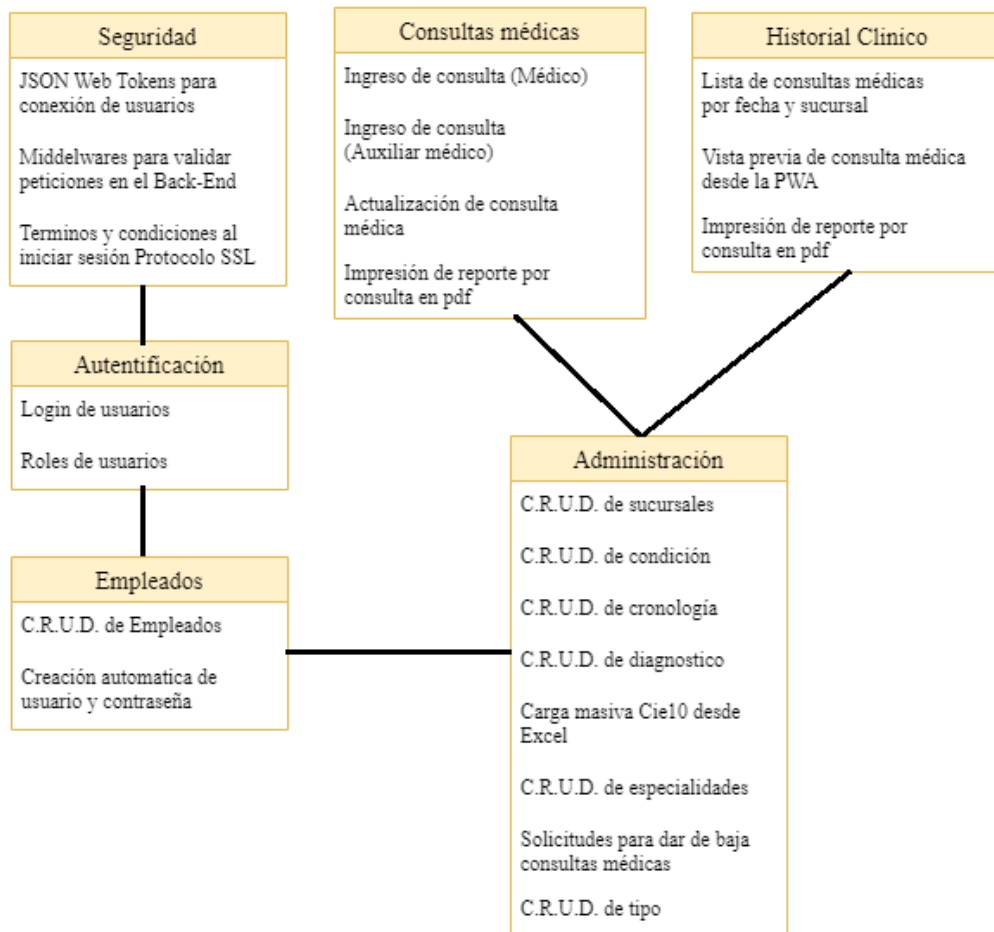 Seguridad
JSON Web Tokens para
conexión de usuarios
Middelwares para validar
peticiones en el Back-End
Terminos y condiciones al
iniciar sesión Protocolo SSL
Consultas médicas
Ingreso de consulta (Médico)
Ingreso de consulta
(Auxiliar médico)
Actualización de consulta
médica
Impresión de reporte por
consulta en pdf
Historial Clinico
Lista de consultas médicas
por fecha y sucursal
Vista previa de consulta médica
desde la PWA
Impresión de reporte por
consulta en pdf
Autentifícación
Login de usuarios
Roles de usuarios
Empleados
C.R.U.D. de Empleados
Creación automatica de
usuario y contraseña
Administración
C.R.U.D. de sucursales
C.R.U.D. de condición
C.R.U.D. de cronología
C.R.U.D. de diagnostico
Carga masiva Cie10 desde
Excel
C.R.U.D. de especialidades
Solicitudes para dar de baja
consultas médicas
C.R.U.D. de tipo